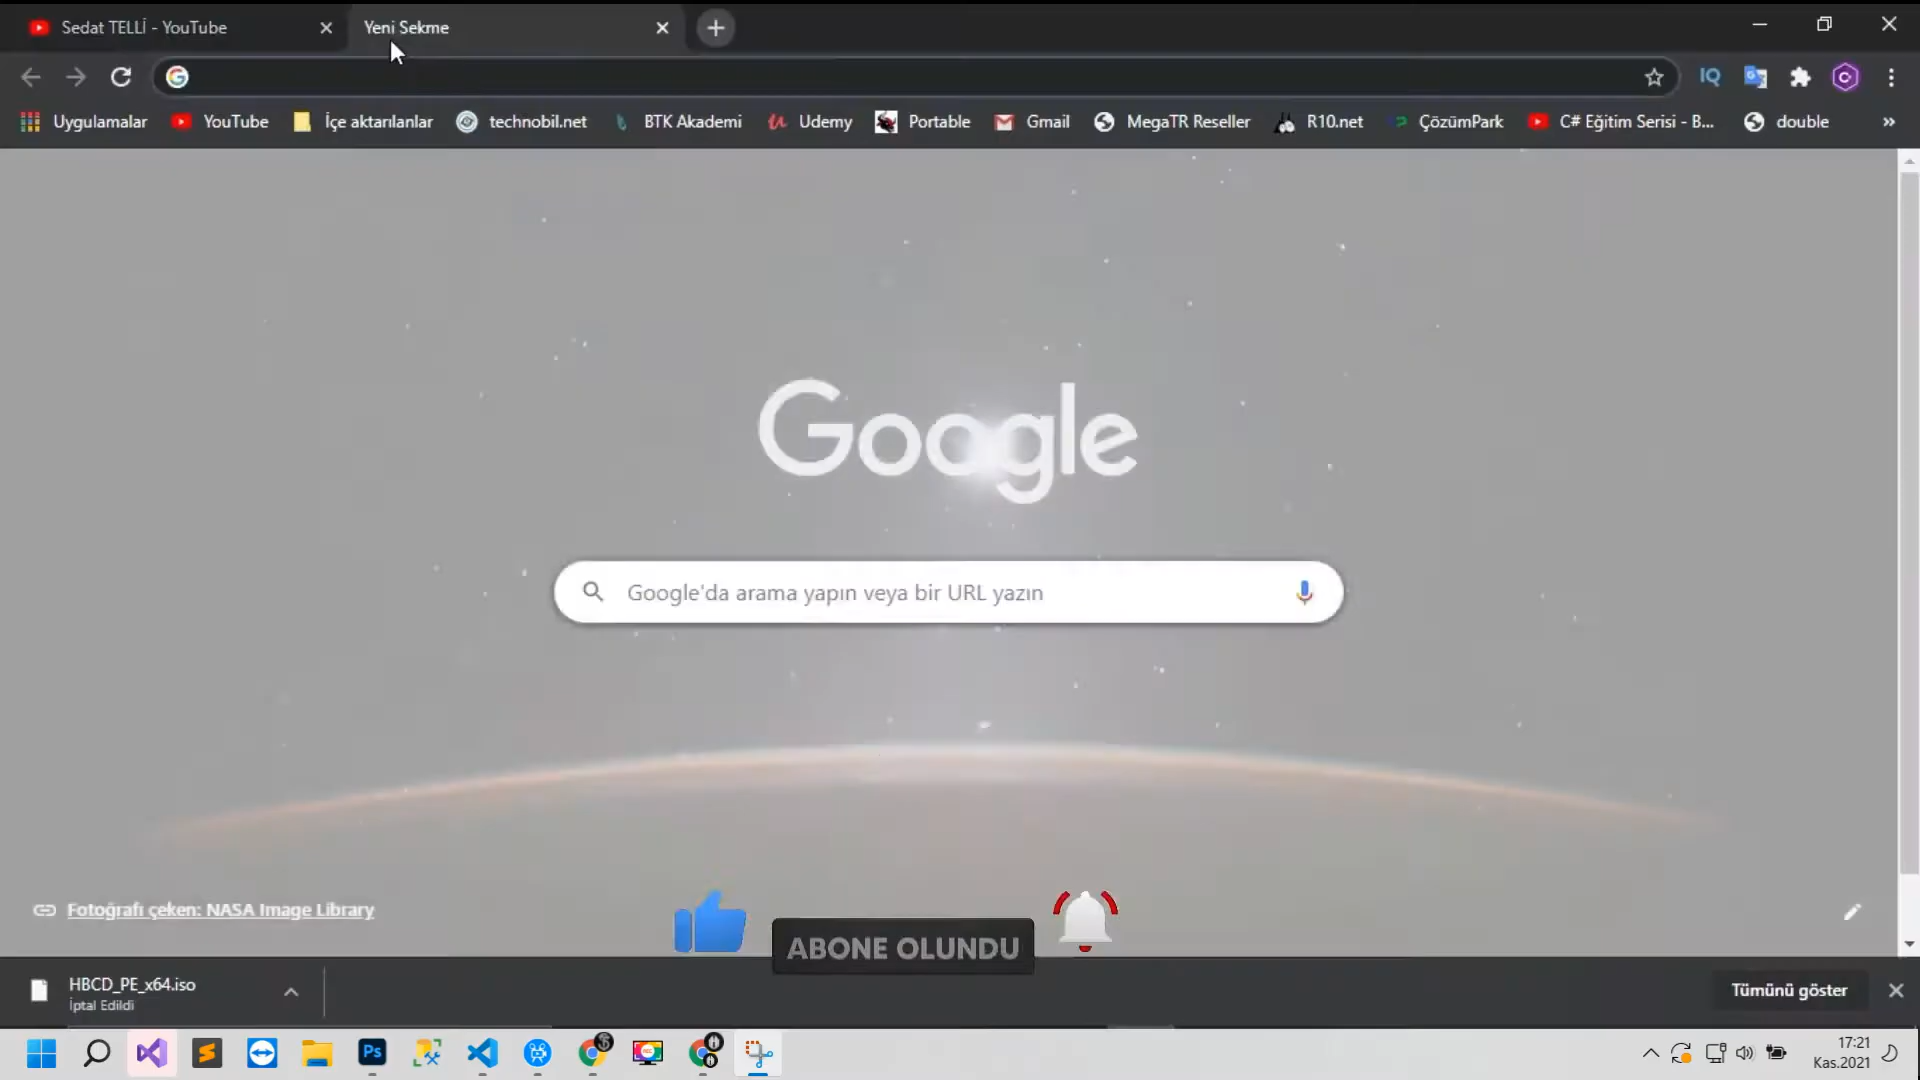 Sedat TELLİ - YouTube
Yeni Sekme
Uygulamalar YouTube İçe aktarılanlar technobil.net BTK Akademi Udemy Portable Gmail MegaTR Reseller R10.net ÇözümPark C# Eğitim Serisi - B... double
Google
Google'da arama yapın veya bir URL yazın
Fotoğrafı çeken: NASA Image Library
ABONE OLUNDU
HBCD_PE_x64.iso
İptal Edildi
Tümünü göster
17:21
Kas.2021